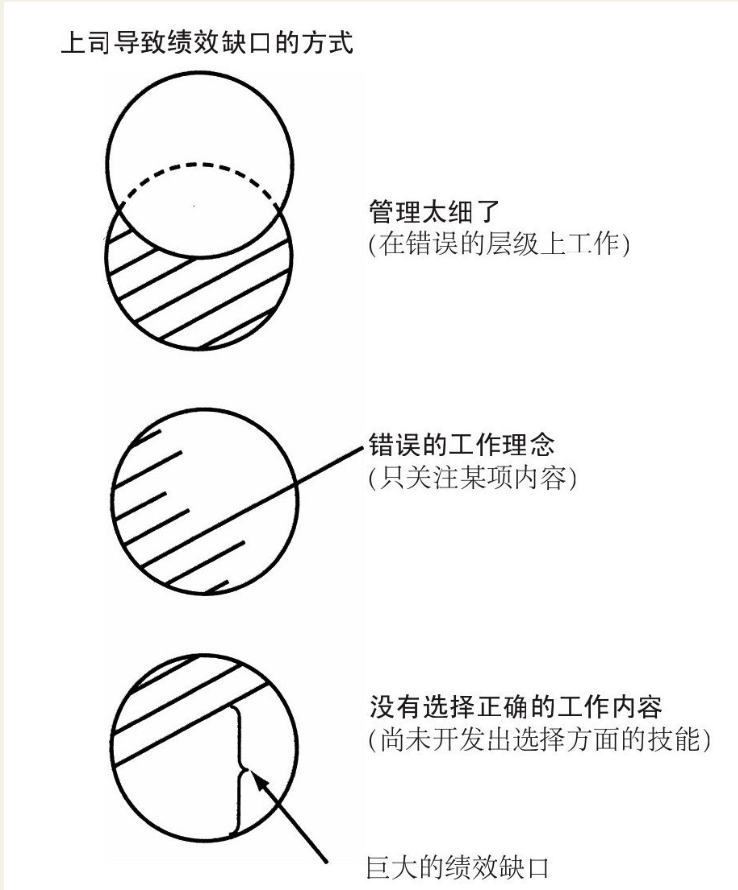 上司导致绩效缺口的方式
管理太细了
(在错误的层级上工作)
错误的工作理念
(只关注某项内容)
没有选择正确的工作内容
(尚未开发出选择方面的技能)
巨大的绩效缺口